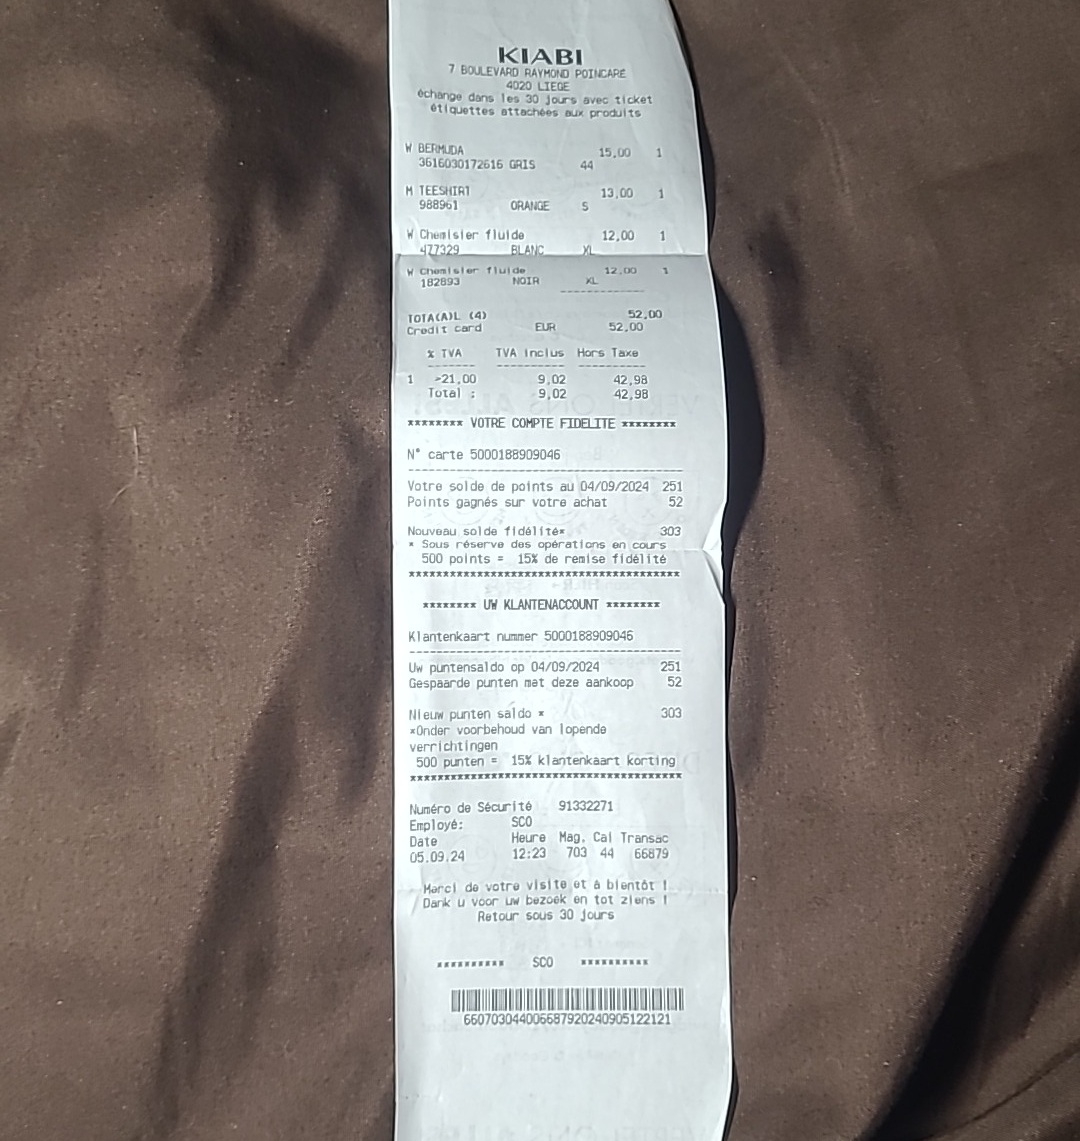 KIABI
7 BOULEVARD RAYMOND POINCARÉ
4020 LIEGE
échange dans les 30 jours avec ticket
étiquettes attachées aux produits
W BERMUDA 15,00 1
3616030172616 GRIS 44
M TEESHIRT 13,00 1
988961 ORANGE S
W Chemisier fluide 12,00 1
477329 BLANC XL
W Chemisier fluide 12,00 1
182893 NOIR XL
------------
TOTA(A)L (4) 52,00
Credit card EUR 52,00
% TVA TVA Inclus Hors Taxe
------- ---------- ----------
1 >21,00 9,02 42,98
Total : 9,02 42,98
******** VOTRE COMPTE FIDELITE ********
N° carte 5000188909046
----------------------------------------
Votre solde de points au 04/09/2024 251
Points gagnés sur votre achat 52
Nouveau solde fidélité* 303
* Sous réserve des opérations en cours
500 points = 15% de remise fidélité
****************************************
******** UW KLANTENACCOUNT ********
Klantenkaart nummer 5000188909046
----------------------------------------
Uw puntensaldo op 04/09/2024 251
Gespaarde punten met deze aankoop 52
Nieuw punten saldo * 303
*Onder voorbehoud van lopende
verrichtingen
500 punten = 15% klantenkaart korting
****************************************
Numéro de Sécurité 91332271
Employé: SCO
Date Heure Mag. Cai Transac
05.09.24 12:23 703 44 66879
Merci de votre visite et à bientôt !
Dank u voor uw bezoek en tot ziens !
Retour sous 30 jours
********** SCO **********
660703044006687920240905122121